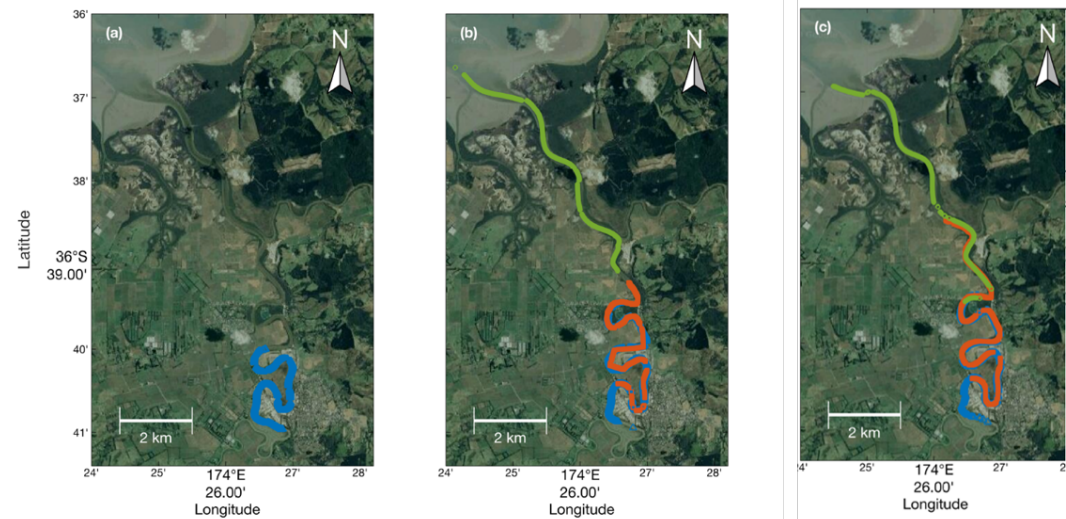 (a)
N
36'
37'
38'
Latitude
36°S
39.00'
40'
41'
2 km
24'
25'
174°E
26.00'
27'
28'
Longitude
(b)
N
2 km
24'
25'
174°E
26.00'
27'
28'
Longitude
(c)
N
2 km
24'
25'
174°E
26.00'
27'
2
Longitude